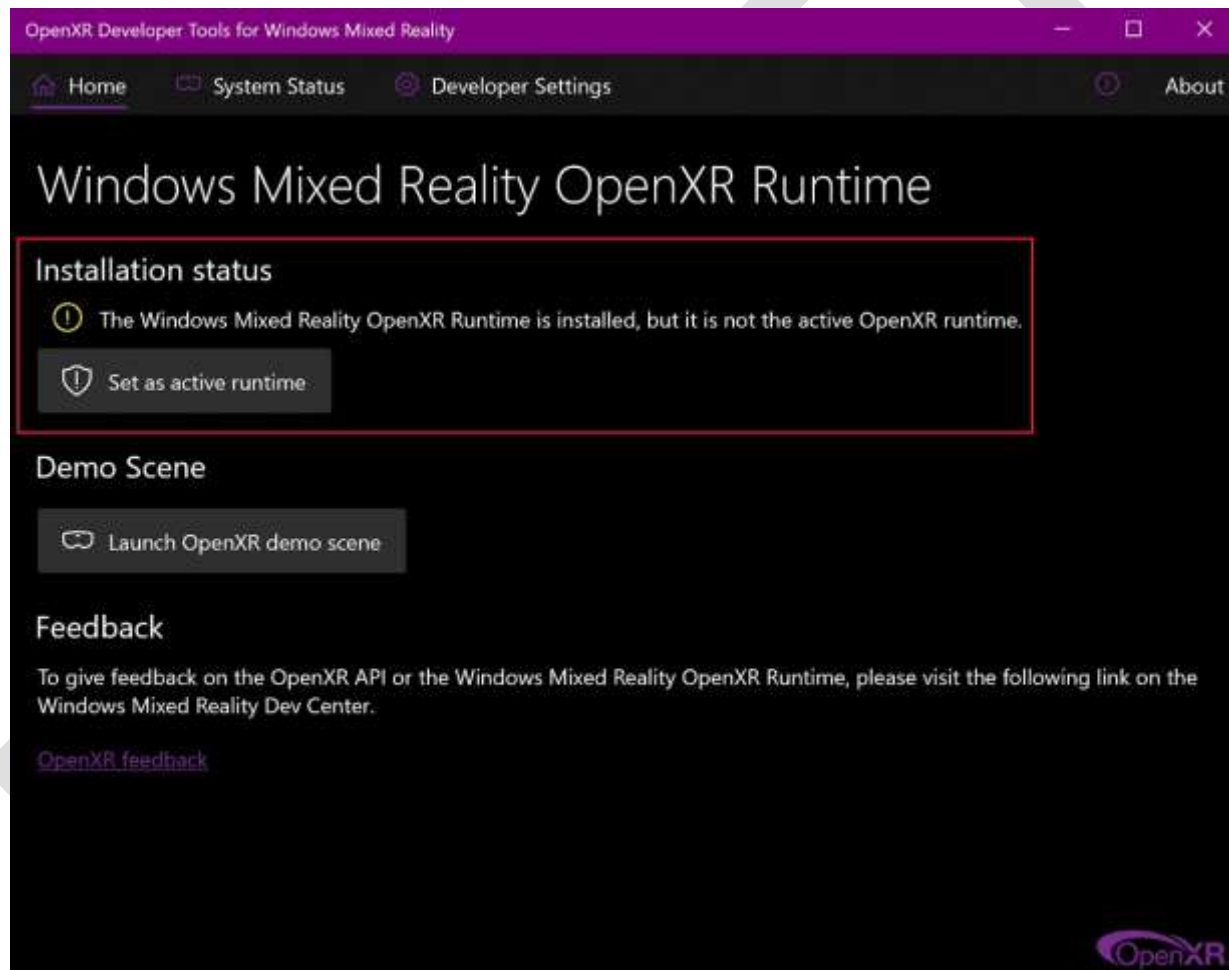 OpenXR Developer Tools for Windows Mixed Reality
Home System Status Developer Settings About
Windows Mixed Reality OpenXR Runtime
Installation status
The Windows Mixed Reality OpenXR Runtime is installed, but it is not the active OpenXR runtime.
Set as active runtime
Demo Scene
Launch OpenXR demo scene
Feedback
To give feedback on the OpenXR API or the Windows Mixed Reality OpenXR Runtime, please visit the following link on the
Windows Mixed Reality Dev Center.
OpenXR feedback
OpenXR